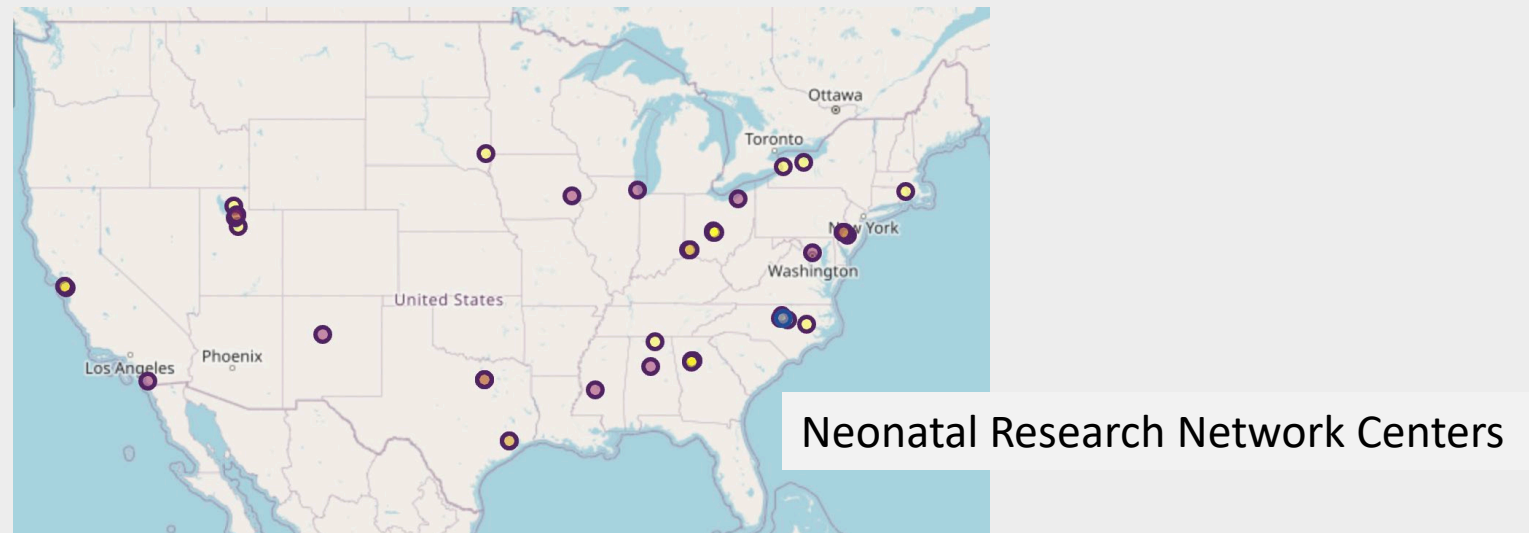 Ottawa
Toronto
New York
Washington
United States
Los Angeles
Phoenix
Neonatal Research Network Centers